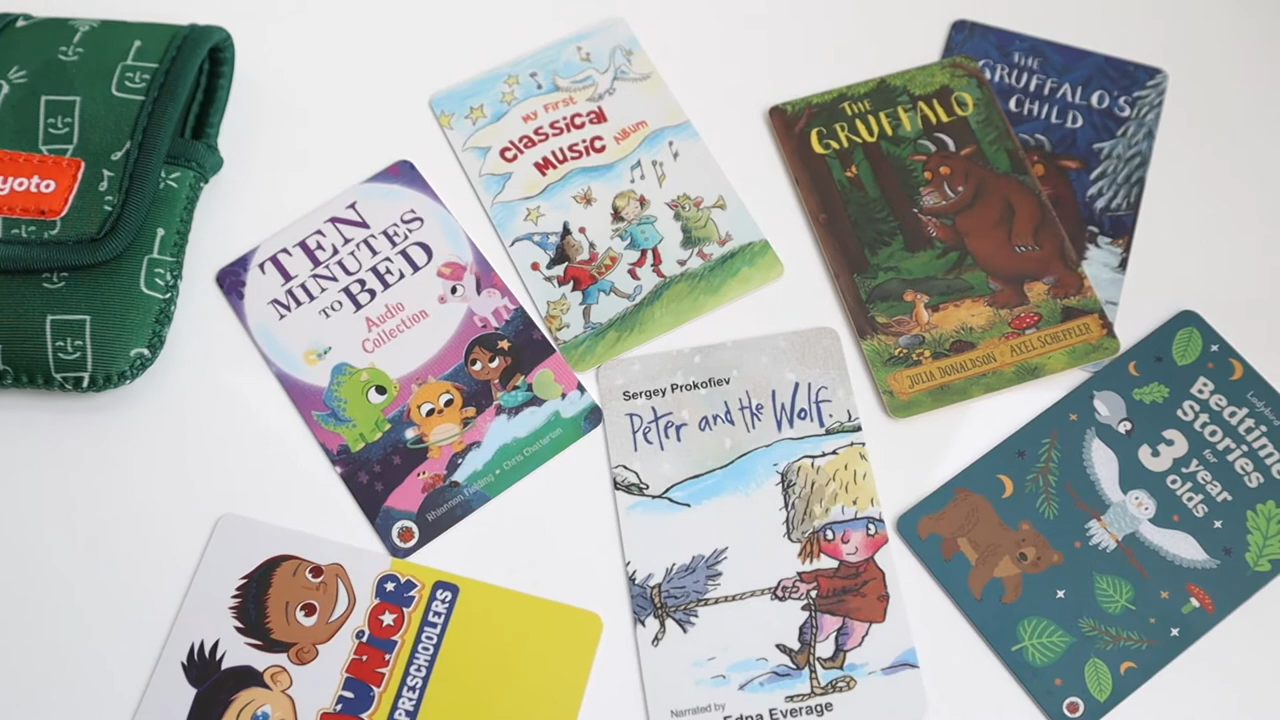 yoto
TEN
MINUTES
TO BED
Audio
Collection
Rhiannon Fielding • Chris Chatterton
My First
Classical
Music Album
THE
GRUFFALO
JULIA DONALDSON AXEL SCHEFFLER
THE
GRUFFALO'S
CHILD
Sergey Prokofiev
Peter and the Wolf
Narrated by
Edna Everage
Ladybird
Bedtime
Stories
for
3 year
olds
PRESCHOLERS